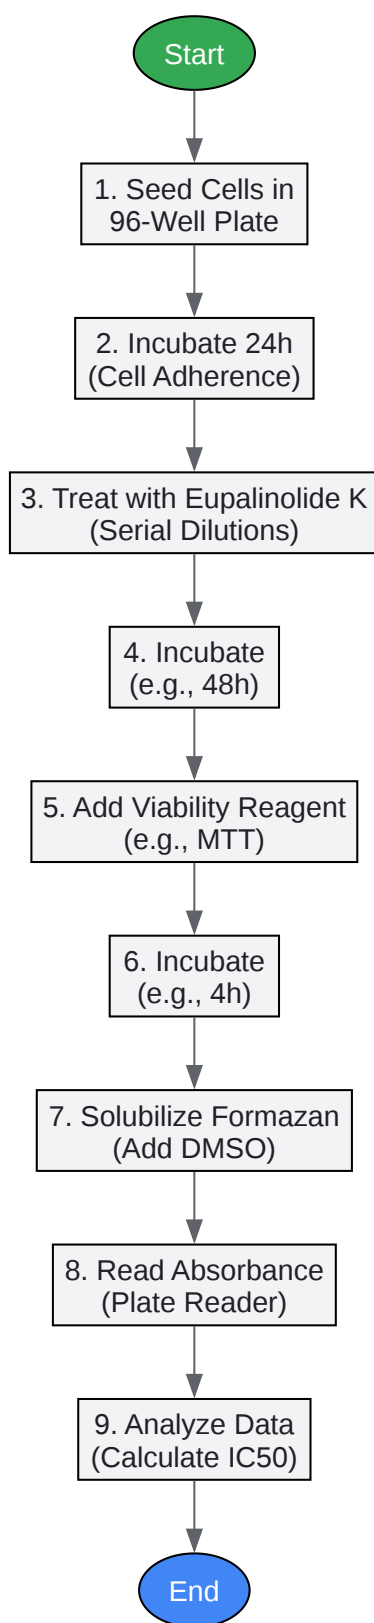 Start
1. Seed Cells in
96-Well Plate
2. Incubate 24h
(Cell Adherence)
3. Treat with Eupalinolide K
(Serial Dilutions)
4. Incubate
(e.g., 48h)
5. Add Viability Reagent
(e.g., MTT)
6. Incubate
(e.g., 4h)
7. Solubilize Formazan
(Add DMSO)
8. Read Absorbance
(Plate Reader)
9. Analyze Data
(Calculate IC50)
End